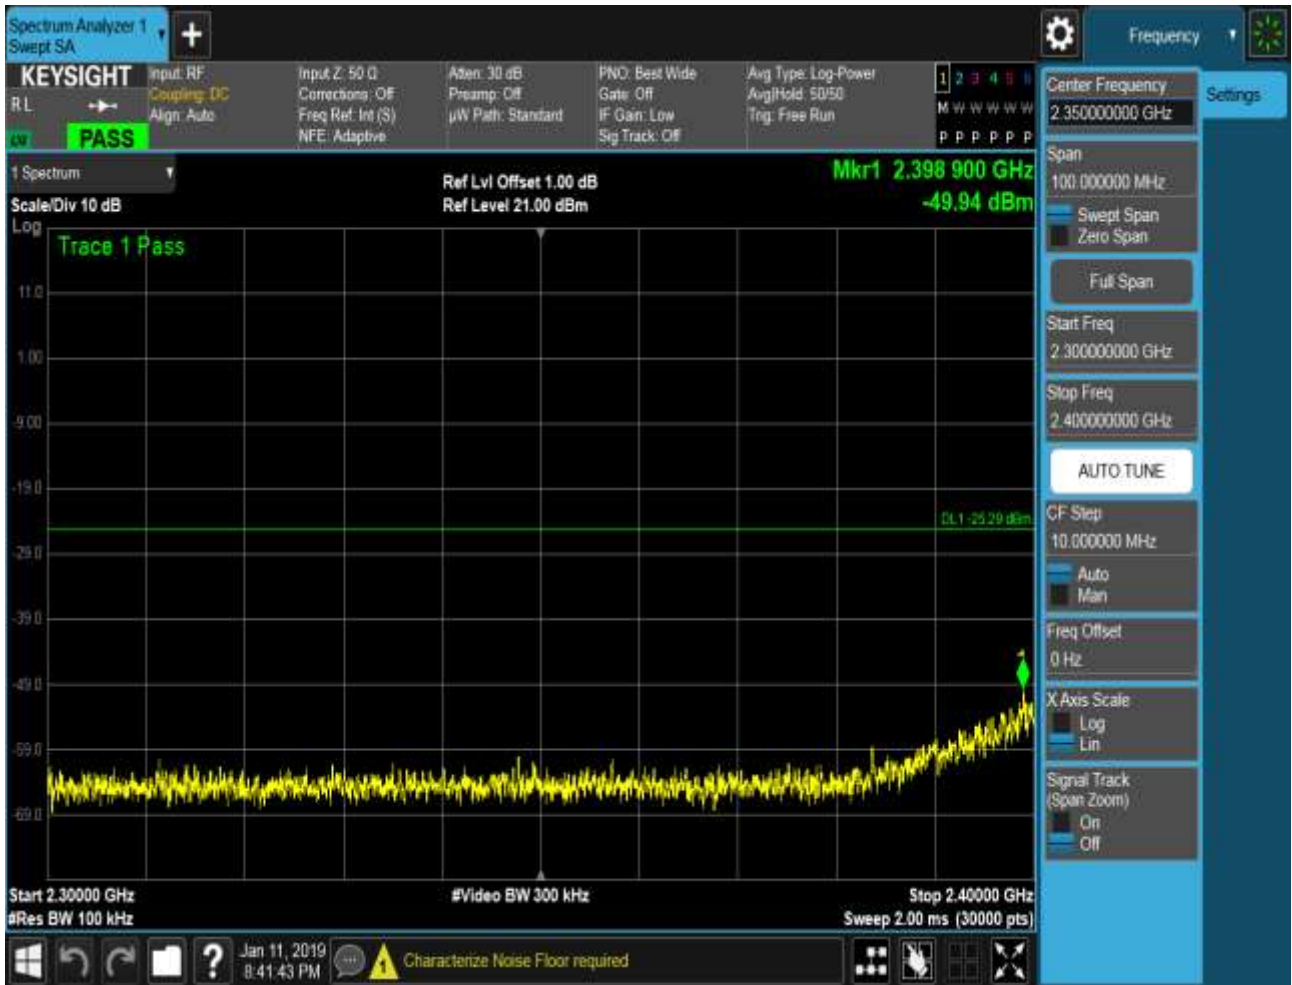 Spectrum Analyzer 1
Swept SA
+
Frequency
KEYSIGHT
R L
PASS
Input: RF
Coupling: DC
Align: Auto
Input Z: 50 Ω
Corrections: Off
Freq Ref: Int (S)
NFE: Adaptive
Atten: 30 dB
Preamp: Off
µW Path: Standard
PNO: Best Wide
Gate: Off
IF Gain: Low
Sig Track: Off
Avg Type: Log-Power
Avg|Hold: 50/50
Trig: Free Run
1 2 3 4 5 6
M W W W W W
P P P P P P
1 Spectrum
Scale/Div 10 dB
Log
Ref Lvl Offset 1.00 dB
Ref Level 21.00 dBm
Mkr1 2.398 900 GHz
-49.94 dBm
Trace 1 Pass
11.0
1.00
-9.00
-19.0
DL1 -25.29 dBm
-29.0
-39.0
-49.0
-59.0
-69.0
Start 2.30000 GHz
#Res BW 100 kHz
#Video BW 300 kHz
Stop 2.40000 GHz
Sweep 2.00 ms (30000 pts)
Jan 11, 2019
8:41:43 PM
Characterize Noise Floor required
Center Frequency
2.350000000 GHz
Settings
Span
100.000000 MHz
Swept Span
Zero Span
Full Span
Start Freq
2.300000000 GHz
Stop Freq
2.400000000 GHz
AUTO TUNE
CF Step
10.000000 MHz
Auto
Man
Freq Offset
0 Hz
X Axis Scale
Log
Lin
Signal Track
(Span Zoom)
On
Off